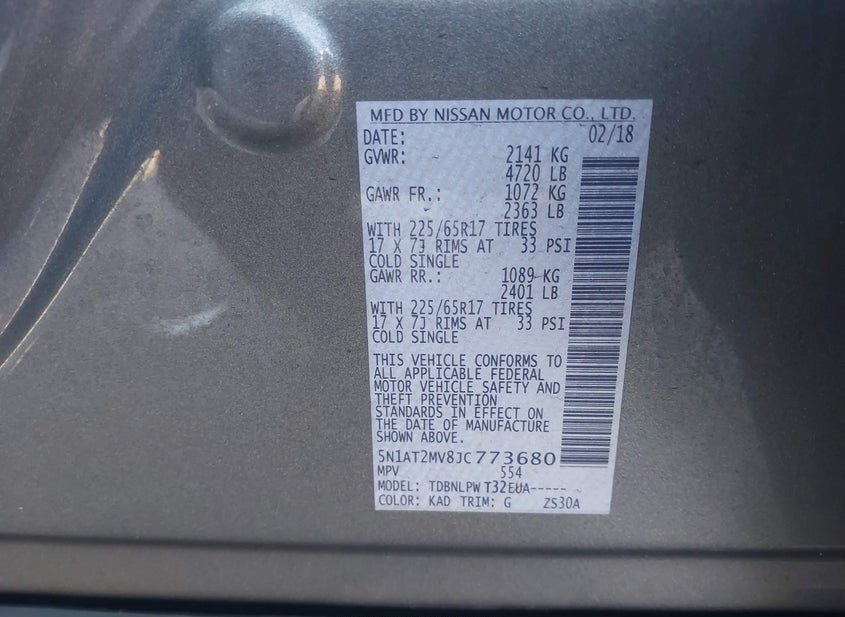 MFD BY NISSAN MOTOR CO., LTD.
DATE: 02/18
GVWR: 2141 KG
4720 LB
GAWR FR.: 1072 KG
2363 LB
WITH 225/65R17 TIRES
17 X 7J RIMS AT 33 PSI
COLD SINGLE
GAWR RR.: 1089 KG
2401 LB
WITH 225/65R17 TIRES
17 X 7J RIMS AT 33 PSI
COLD SINGLE
THIS VEHICLE CONFORMS TO
ALL APPLICABLE FEDERAL
MOTOR VEHICLE SAFETY AND
THEFT PREVENTION
STANDARDS IN EFFECT ON
THE DATE OF MANUFACTURE
SHOWN ABOVE.
5N1AT2MV8JC773680
MPV 554
MODEL: TDBNLPW T32EUA-----
COLOR: KAD TRIM: G ZS30A